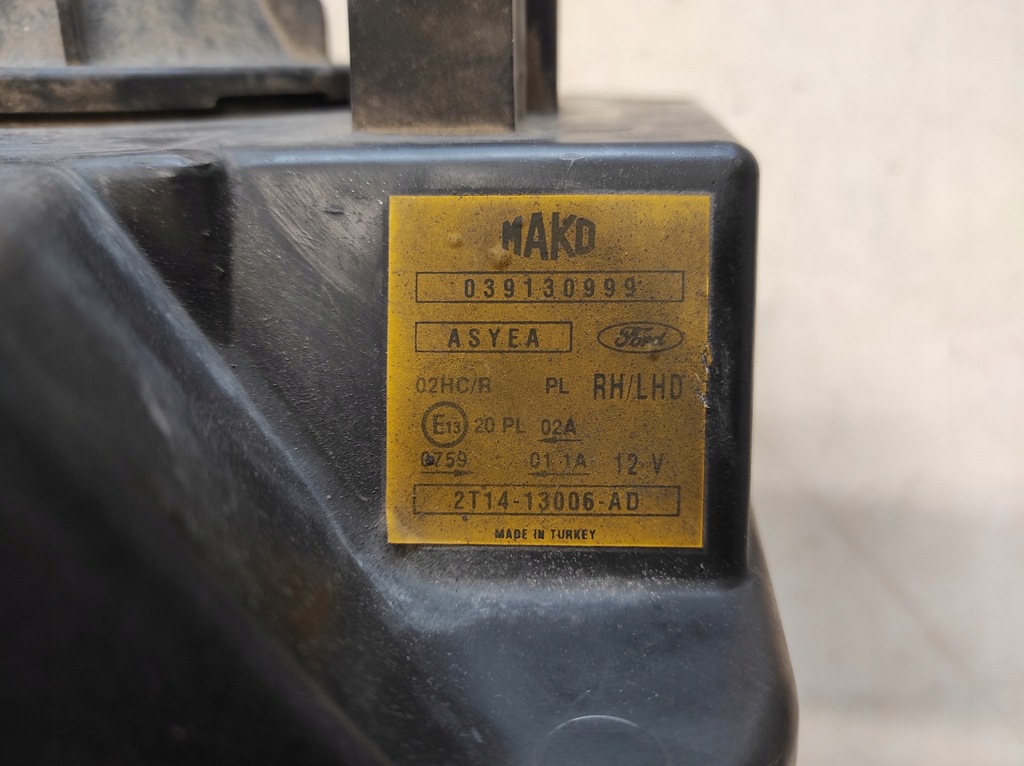 MAKO
039130999
ASYEA Ford
02HC/R PL RH/LHD
E13 20 PL 02A
0759 01 1A 12 V
2T14-13006-AD
MADE IN TURKEY